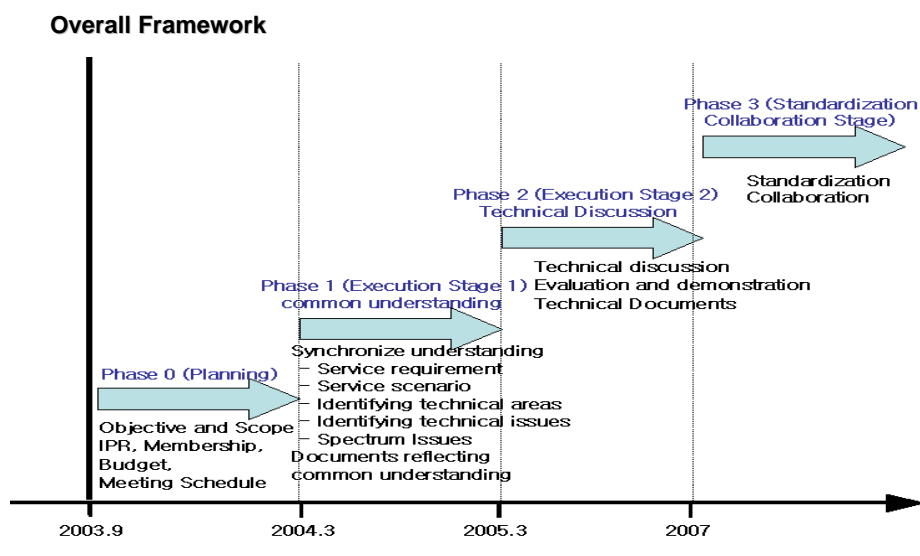 Overall Framework
Phase 3 (Standardization
Collaboration Stage)
Standardization
Collaboration
Phase 2 (Execution Stage 2)
Technical Discussion
Technical discussion
Evaluation and demonstration
Technical Documents
Phase 1 (Execution Stage 1)
common understanding
Synchronize understanding
- Service requirement
- Service scenario
- Identifying technical areas
- Identifying technical issues
- Spectrum Issues
Documents reflecting
common understanding
Phase 0 (Planning)
Objective and Scope
IPR, Membership,
Budget,
Meeting Schedule
2003.9
2004.3
2005.3
2007